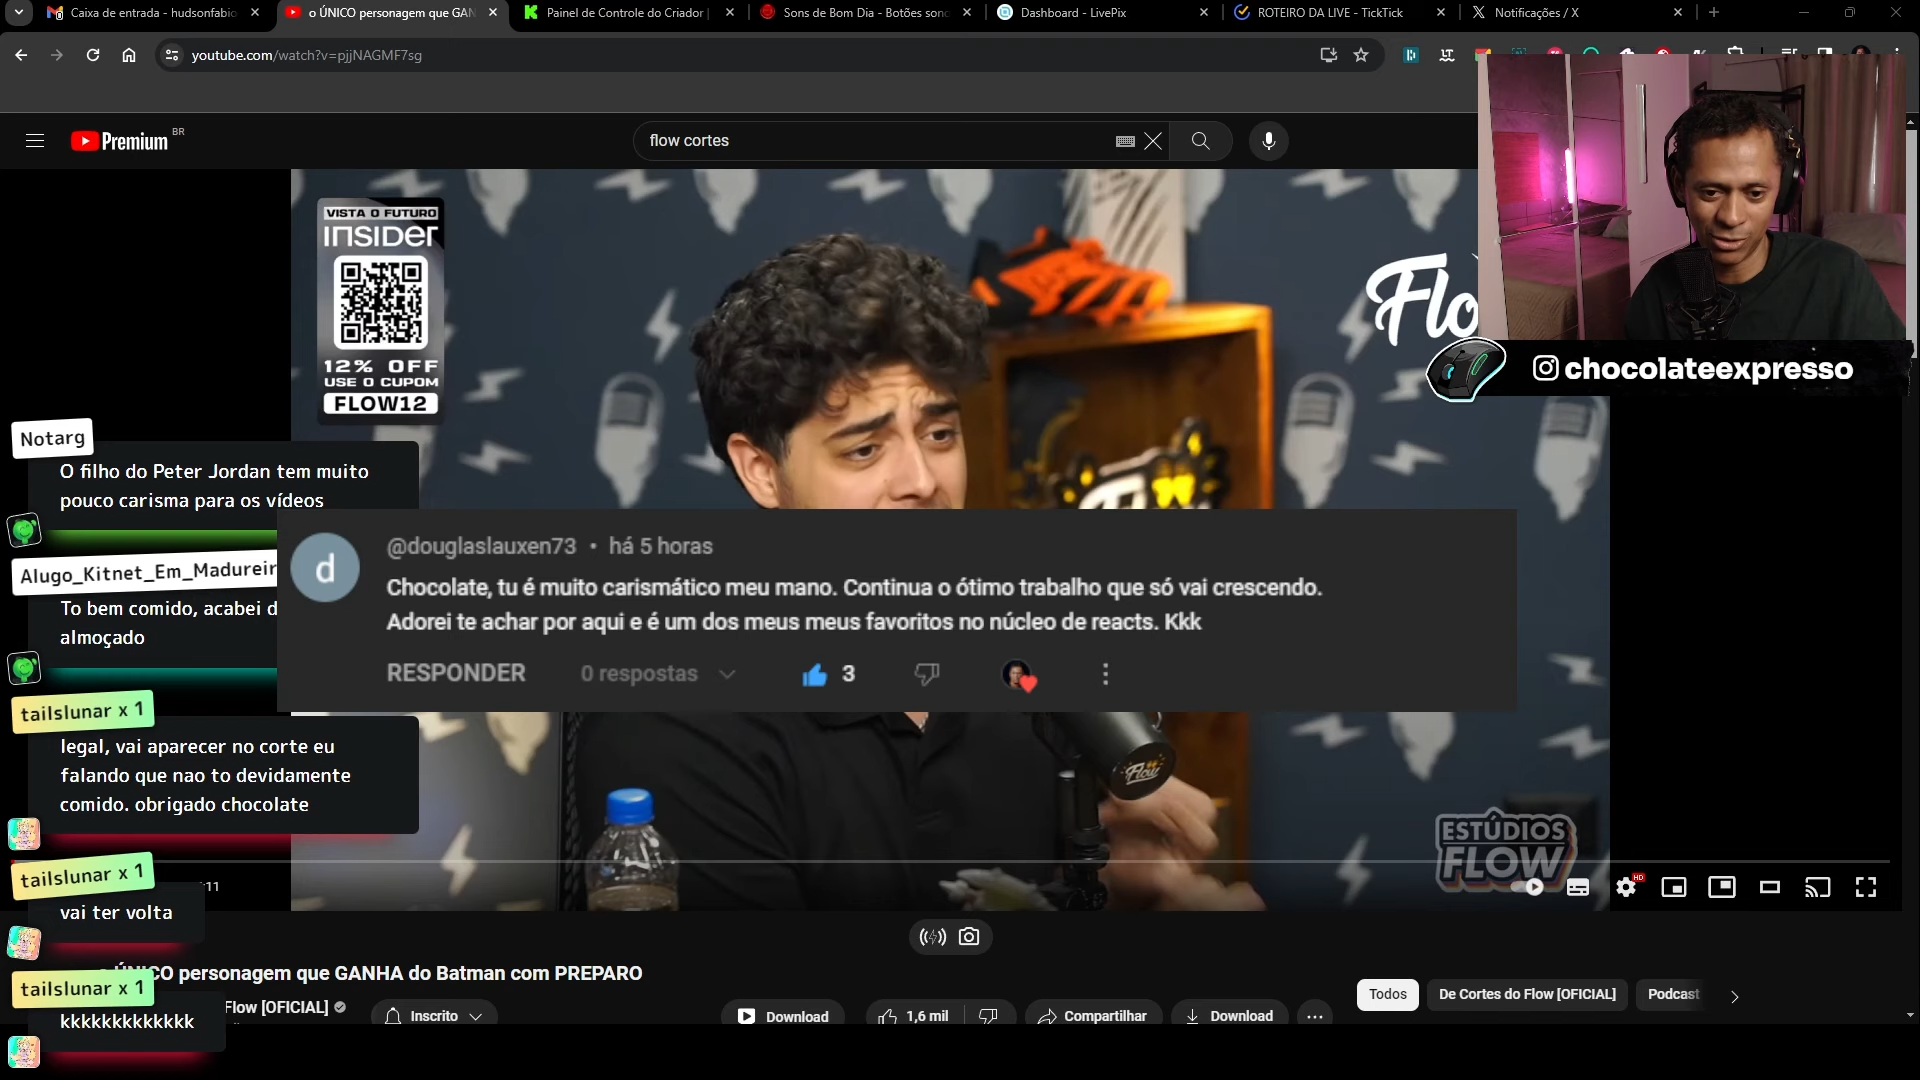 Caixa de entrada - hudsonfabio
o ÚNICO personagem que GAN
Painel de Controle do Criador |
Sons de Bom Dia - Botões sono
Dashboard - LivePix
ROTEIRO DA LIVE - TickTick
Notificações / X
youtube.com/watch?v=pjjNAGMF7sg
Premium
BR
flow cortes
VISTA O FUTURO
INSIDER
12% OFF
USE O CUPOM
FLOW12
Flo
chocolateexpresso
Notarg
O filho do Peter Jordan tem muito
pouco carisma para os vídeos
Alugo_Kitnet_Em_Madureir
To bem comido, acabei d
almoçado
d
@douglaslauxen73 • há 5 horas
Chocolate, tu é muito carismático meu mano. Continua o ótimo trabalho que só vai crescendo.
Adorei te achar por aqui e é um dos meus meus favoritos no núcleo de reacts. Kkk
RESPONDER
0 respostas
3
tailslunar x 1
legal, vai aparecer no corte eu
falando que nao to devidamente
comido. obrigado chocolate
Flow
ESTÚDIOS
FLOW
tailslunar x 1
:11
HD
vai ter volta
o ÚNICO personagem que GANHA do Batman com PREPARO
tailslunar x 1
kkkkkkkkkkkkk
Flow [OFICIAL]
Inscrito
Download
1,6 mil
Compartilhar
Download
Todos
De Cortes do Flow [OFICIAL]
Podcast